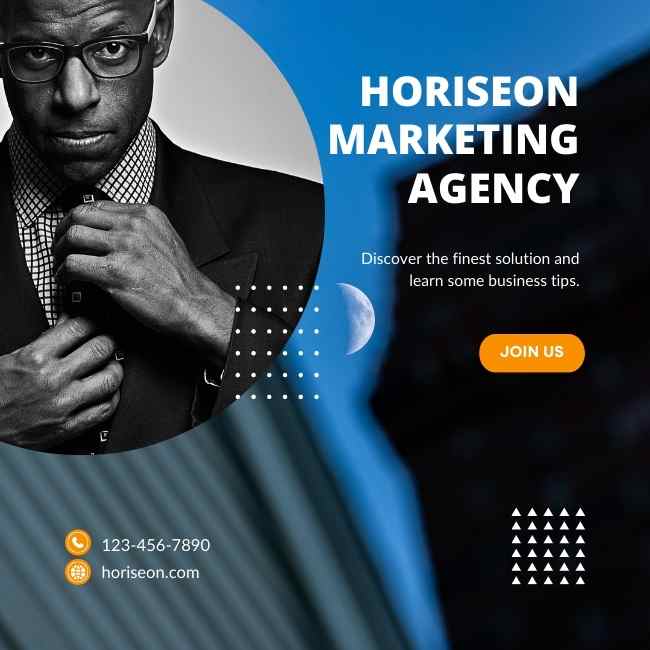 HORISEON
MARKETING
AGENCY
Discover the finest solution and
learn some business tips.
JOIN US
123-456-7890
horiseon.com